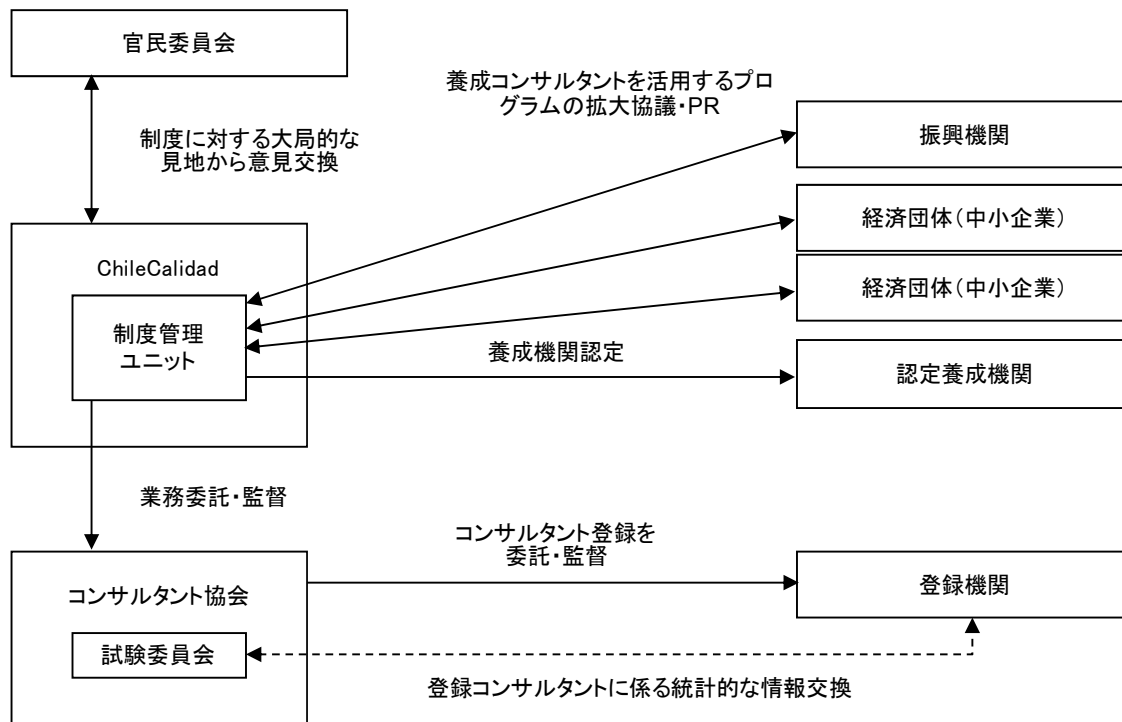 官民委員会
養成コンサルタントを活用するプロ
グラムの拡大協議・PR
振興機関
制度に対する大局的な
見地から意見交換
経済団体（中小企業）
ChileCalidad
経済団体（中小企業）
制度管理
ユニット
養成機関認定
認定養成機関
業務委託・監督
コンサルタント登録を
委託・監督
コンサルタント協会
登録機関
試験委員会
登録コンサルタントに係る統計的な情報交換